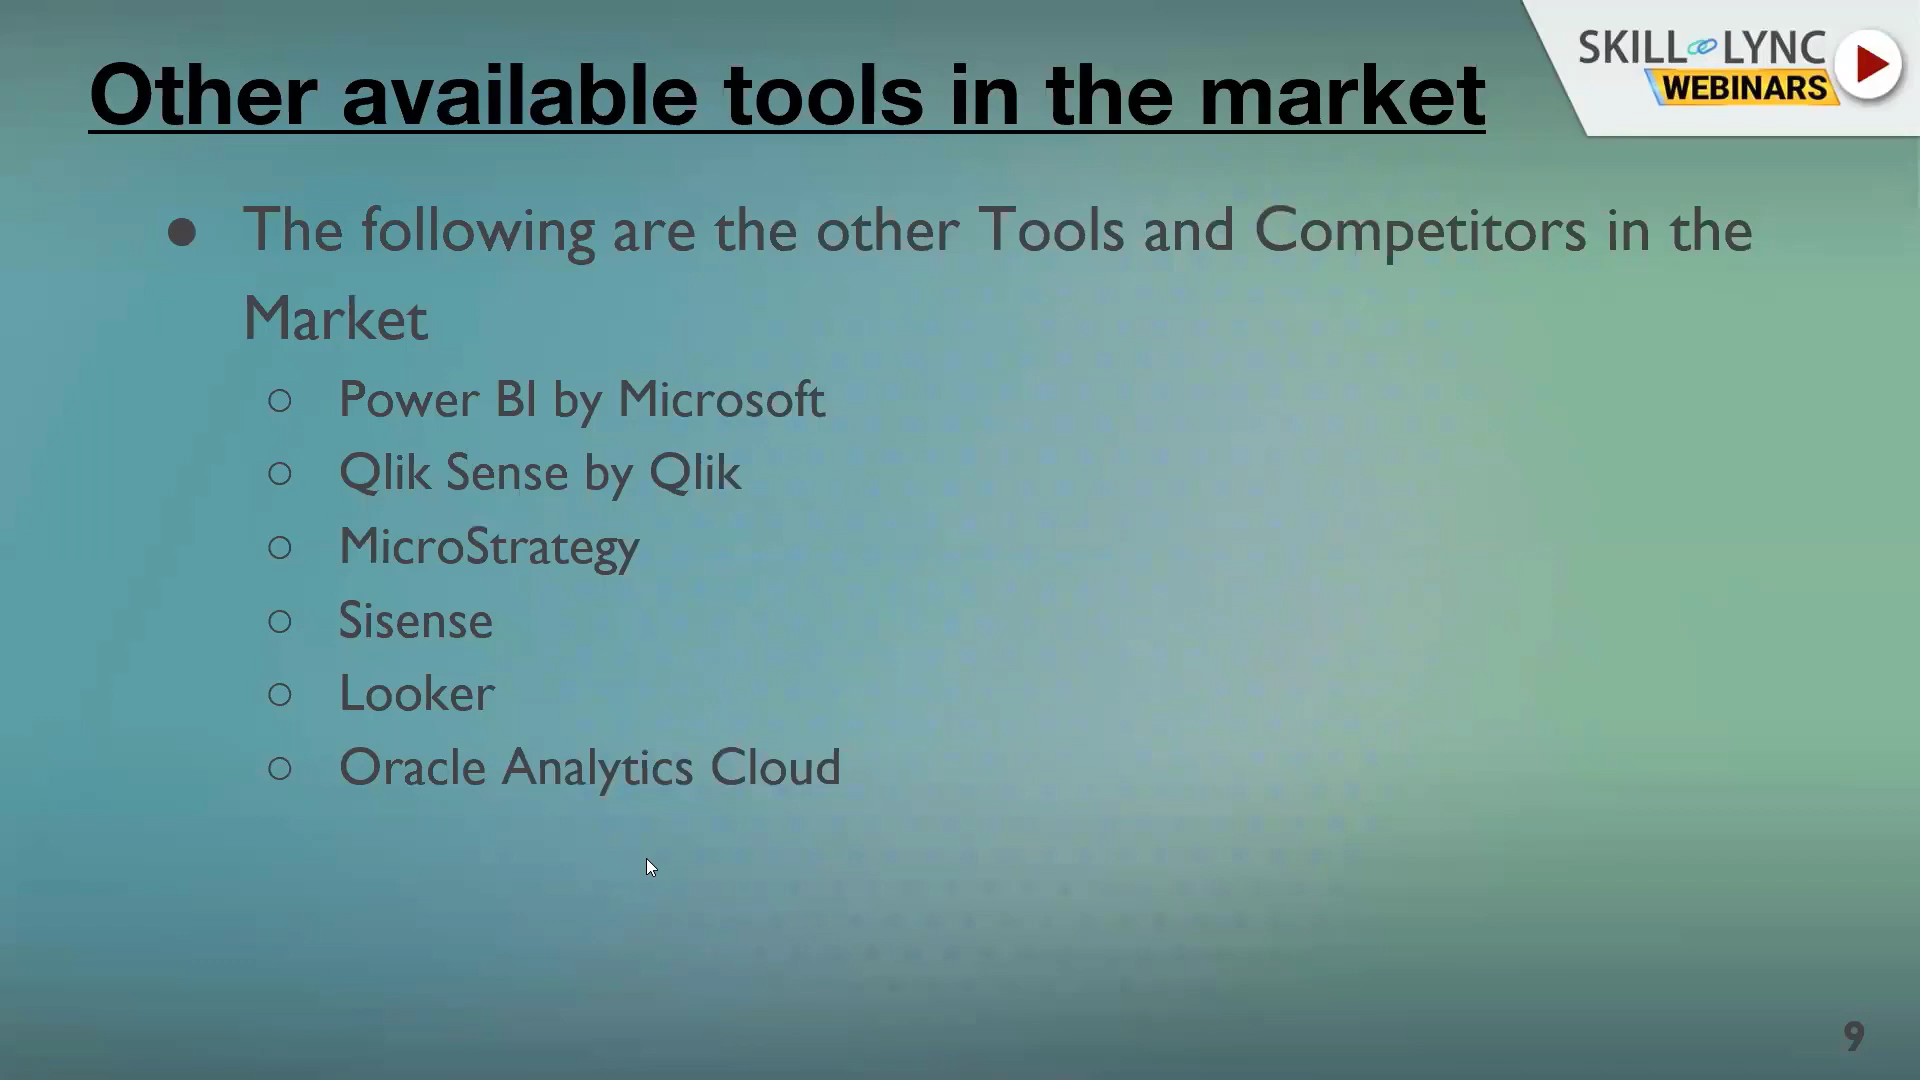 Other available tools in the market
SKILL LYNC
WEBINARS
● The following are the other Tools and Competitors in the
Market
○ Power BI by Microsoft
○ Qlik Sense by Qlik
○ MicroStrategy
○ Sisense
○ Looker
○ Oracle Analytics Cloud
9